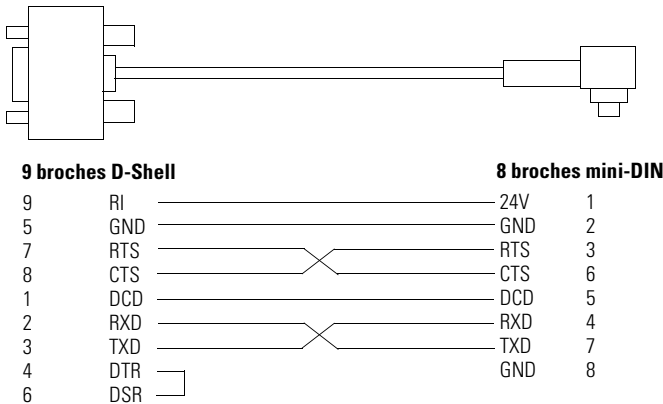 9 broches D-Shell 8 broches mini-DIN
9 RI 24V 1
5 GND GND 2
7 RTS RTS 3
8 CTS CTS 6
1 DCD DCD 5
2 RXD RXD 4
3 TXD TXD 7
4 DTR GND 8
6 DSR